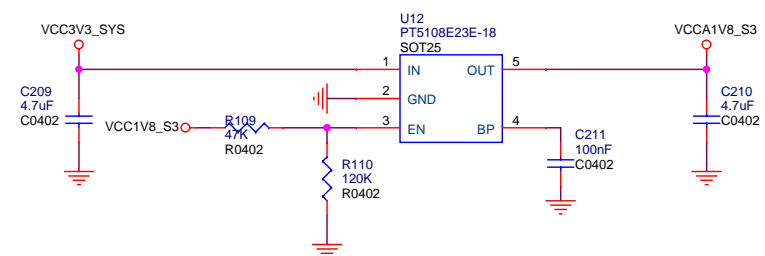 VCC3V3_SYS
U12
PT5108E23E-18
SOT25
VCCA1V8_S3
1
IN
OUT
5
C209
4.7uF
C0402
2
GND
C210
4.7uF
C0402
VCC1V8_S3
R109
47K
R0402
3
EN
BP
4
C211
100nF
C0402
R110
120K
R0402